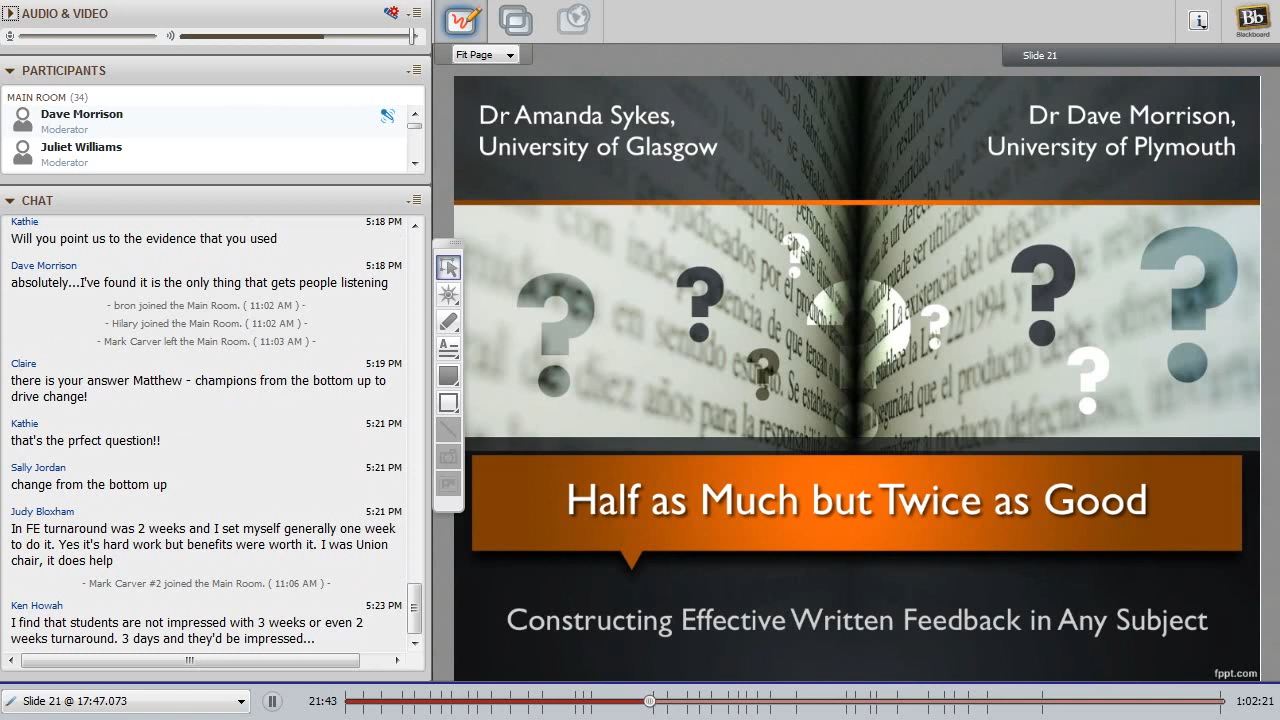 AUDIO & VIDEO
PARTICIPANTS
MAIN ROOM (34)
Dave Morrison
Moderator
Juliet Williams
Moderator
CHAT
Kathie 5:18 PM
Will you point us to the evidence that you used
Dave Morrison 5:18 PM
absolutely...I've found it is the only thing that gets people listening
- bron joined the Main Room. ( 11:02 AM ) -
- Hilary joined the Main Room. ( 11:02 AM ) -
- Mark Carver left the Main Room. ( 11:03 AM ) -
Claire 5:19 PM
there is your answer Matthew - champions from the bottom up to
drive change!
Kathie 5:21 PM
that's the prfect question!!
Sally Jordan 5:21 PM
change from the bottom up
Judy Bloxham 5:21 PM
In FE turnaround was 2 weeks and I set myself generally one week
to do it. Yes it's hard work but benefits were worth it. I was Union
chair, it does help
- Mark Carver #2 joined the Main Room. ( 11:06 AM ) -
Ken Howah 5:23 PM
I find that students are not impressed with 3 weeks or even 2
weeks turnaround. 3 days and they'd be impressed...
Slide 21 @ 17:47.073
21:43
1:02:21
Fit Page
Slide 21
Bb
Blackboard
Dr Amanda Sykes,
University of Glasgow
Dr Dave Morrison,
University of Plymouth
? ? ? ? ? ? ? ?
Half as Much but Twice as Good
Constructing Effective Written Feedback in Any Subject
fppt.com